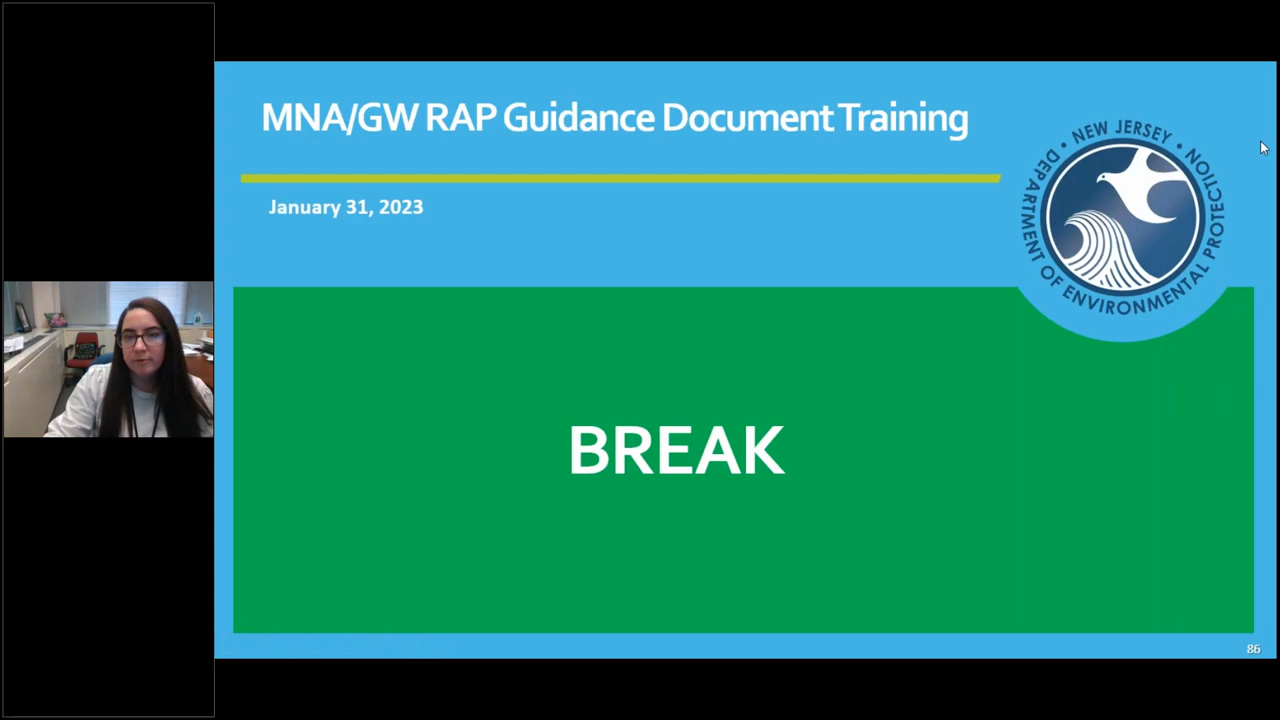 MNA/GW RAP Guidance Document Training
January 31, 2023
• NEW JERSEY •
DEPARTMENT OF ENVIRONMENTAL PROTECTION
BREAK
86